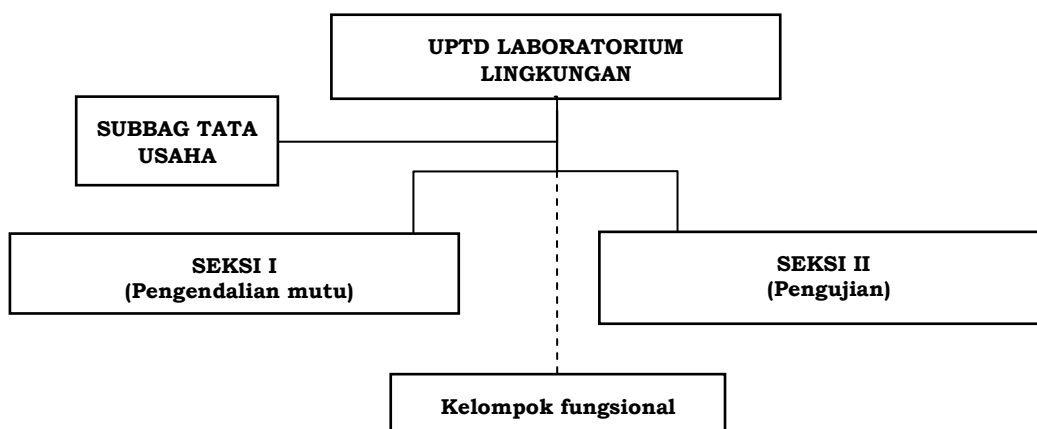 UPTD LABORATORIUM
LINGKUNGAN
SUBBAG TATA
USAHA
SEKSI I
(Pengendalian mutu)
SEKSI II
(Pengujian)
Kelompok fungsional